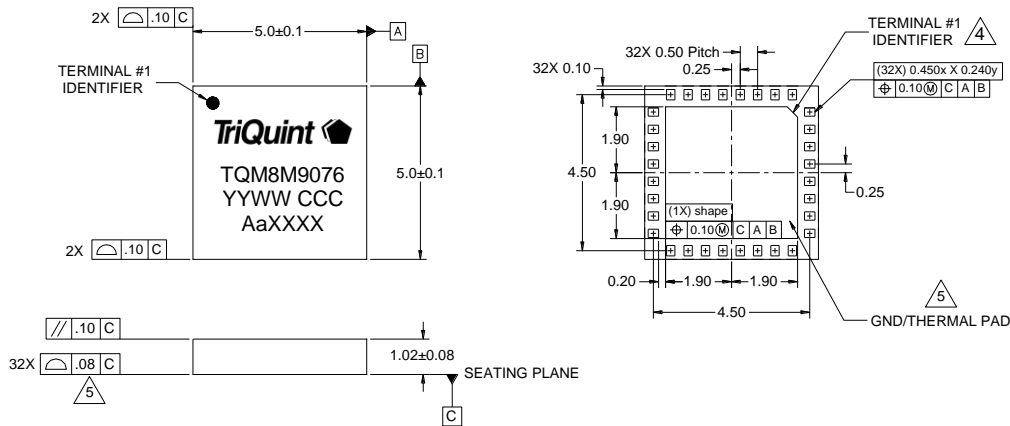 2X .10 C
5.0±0.1
A
B
TERMINAL #1
IDENTIFIER
TriQuint
TQM8M9076
YYWW CCC
AaXXXX
5.0±0.1
2X .10 C
// .10 C
32X .08 C
5
1.02±0.08
SEATING PLANE
C
TERMINAL #1
IDENTIFIER
4
32X 0.50 Pitch
32X 0.10
0.25
(32X) 0.450x X 0.240y
⌖ 0.10 Ⓜ C A B
1.90
4.50
1.90
0.25
(1X) shape
⌖ 0.10 Ⓜ C A B
0.20
1.90
1.90
4.50
5
GND/THERMAL PAD